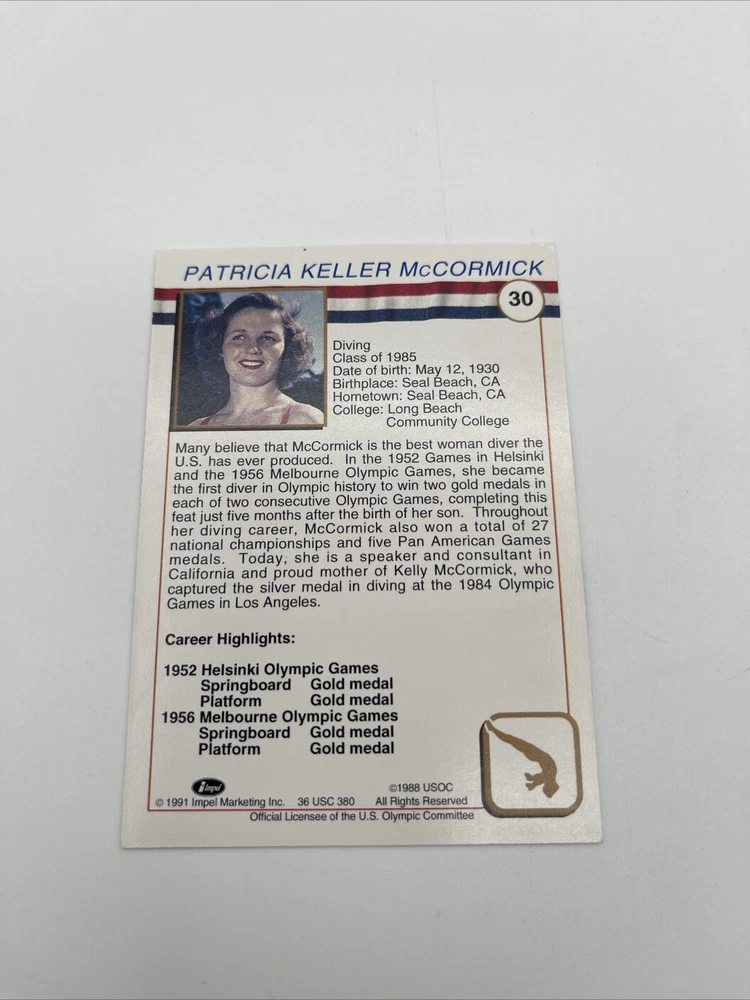 PATRICIA KELLER McCORMICK
30
Diving
Class of 1985
Date of birth: May 12, 1930
Birthplace: Seal Beach, CA
Hometown: Seal Beach, CA
College: Long Beach
Community College
Many believe that McCormick is the best woman diver the
U.S. has ever produced. In the 1952 Games in Helsinki
and the 1956 Melbourne Olympic Games, she became
the first diver in Olympic history to win two gold medals in
each of two consecutive Olympic Games, completing this
feat just five months after the birth of her son. Throughout
her diving career, McCormick also won a total of 27
national championships and five Pan American Games
medals. Today, she is a speaker and consultant in
California and proud mother of Kelly McCormick, who
captured the silver medal in diving at the 1984 Olympic
Games in Los Angeles.
Career Highlights:
1952 Helsinki Olympic Games
Springboard Gold medal
Platform Gold medal
1956 Melbourne Olympic Games
Springboard Gold medal
Platform Gold medal
Impel
©1988 USOC
© 1991 Impel Marketing Inc. 36 USC 380 All Rights Reserved
Official Licensee of the U.S. Olympic Committee